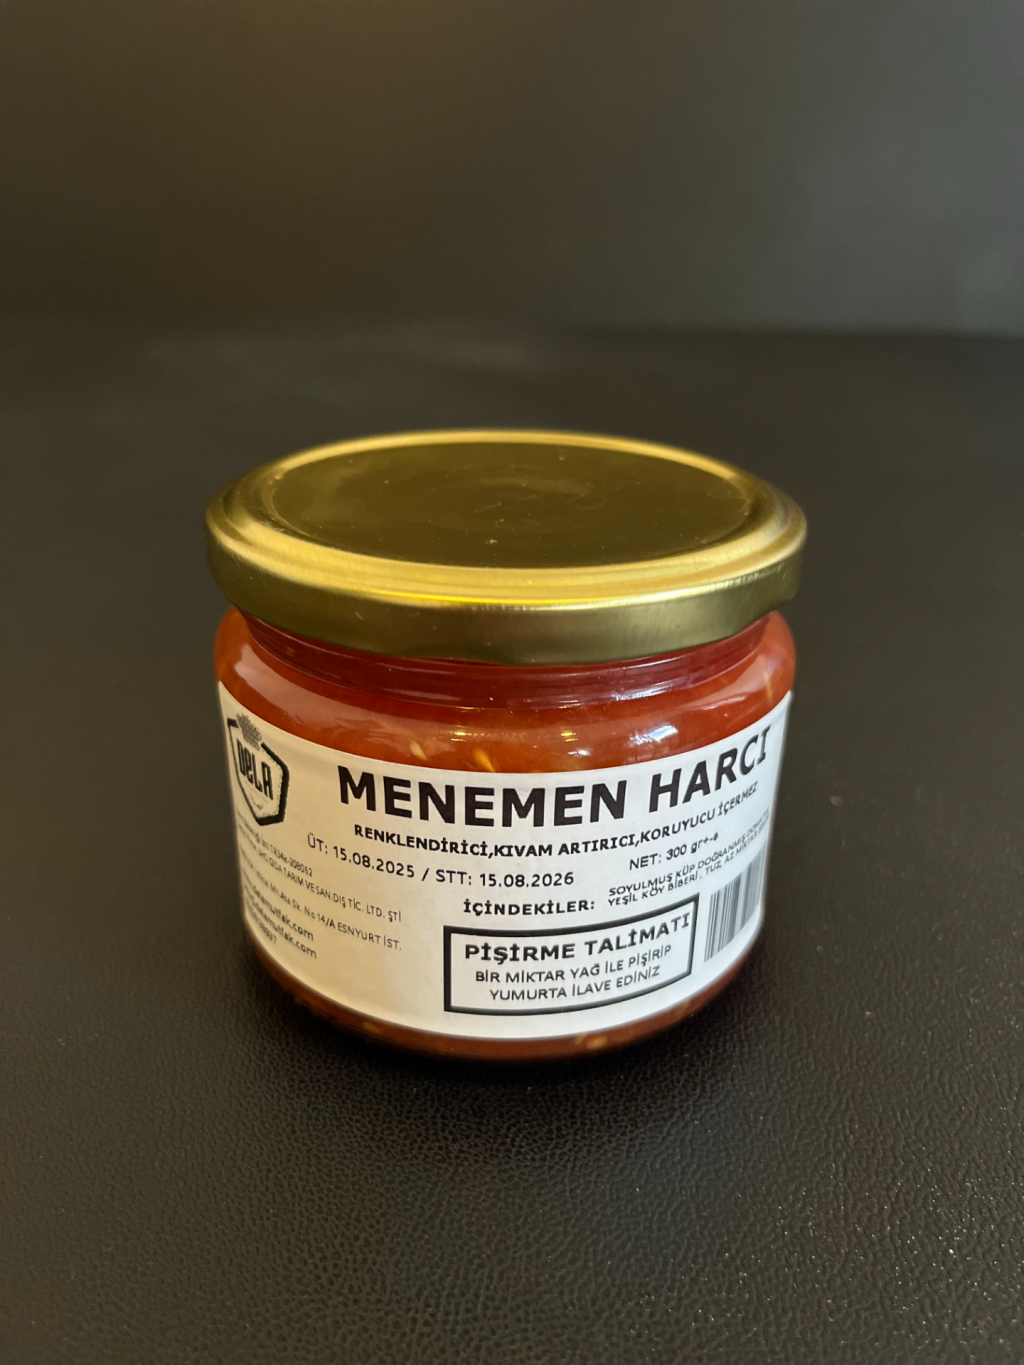 DELA
MENEMEN HARCI
RENKLENDİRİCİ,KIVAM ARTIRICI,KORUYUCU İÇERMEZ
ÜT: 15.08.2025 / STT: 15.08.2026
NET: 300 gr+-e
İÇİNDEKİLER:
SOYULMUŞ KÜP DOĞRANMIŞ
YEŞİL KÖY BİBERİ, TUZ, AZ MİKTAR
PİŞİRME TALİMATI
BİR MİKTAR YAĞ İLE PİŞİRİP
YUMURTA İLAVE EDİNİZ
GIDA TARIM VE SAN. DIŞ TİC. LTD. ŞTİ
Sk. No 14/A ESNYURT İST.